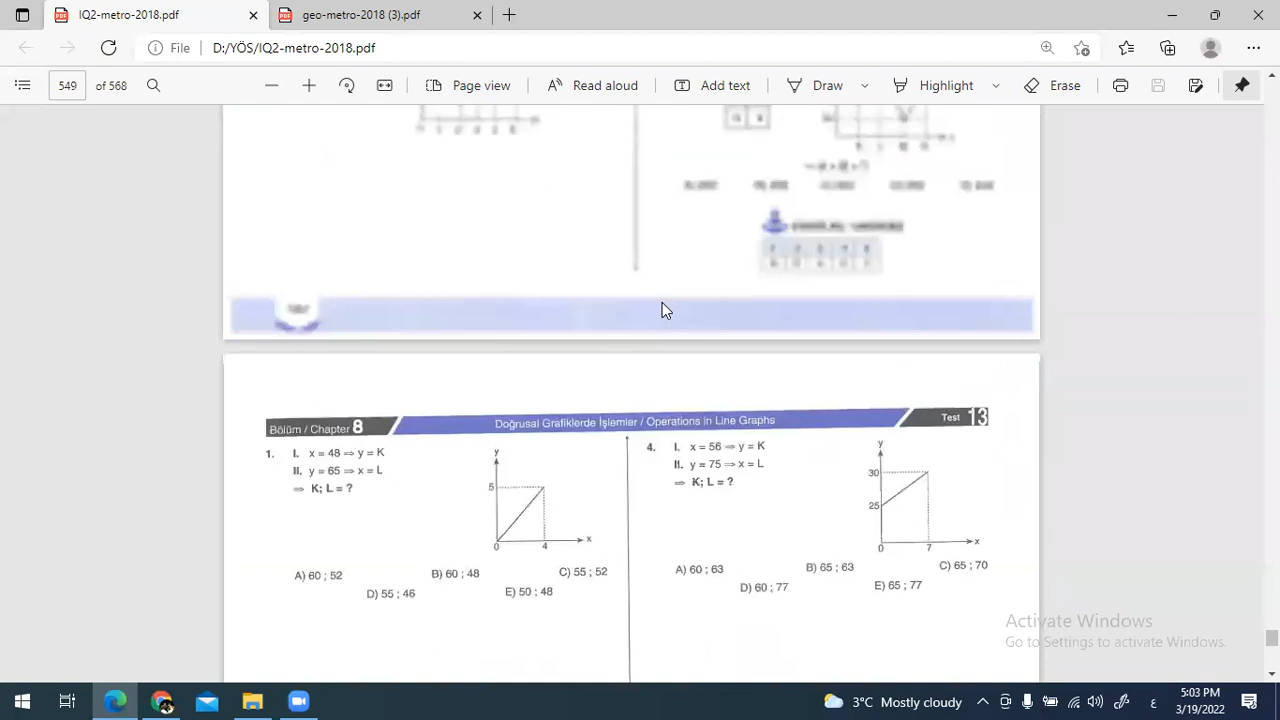 IQ2-metro-2018.pdf
geo-metro-2018 (3).pdf
File D:/YÖS/IQ2-metro-2018.pdf
549 of 568
Page view
Read aloud
Add text
Draw
Highlight
Erase
Bölüm / Chapter 8
Doğrusal Grafiklerde İşlemler / Operations in Line Graphs
Test 13
1. I. x = 48 ⇒ y = K
II. y = 65 ⇒ x = L
⇒ K; L = ?
y
5
0
4
x
A) 60 ; 52
B) 60 ; 48
C) 55 ; 52
D) 55 ; 46
E) 50 ; 48
4. I. x = 56 ⇒ y = K
II. y = 75 ⇒ x = L
⇒ K; L = ?
y
30
25
0
7
x
A) 60 ; 63
B) 65 ; 63
C) 65 ; 70
D) 60 ; 77
E) 65 ; 77
Activate Windows
Go to Settings to activate Windows.
3°C Mostly cloudy
ع
5:03 PM
3/19/2022